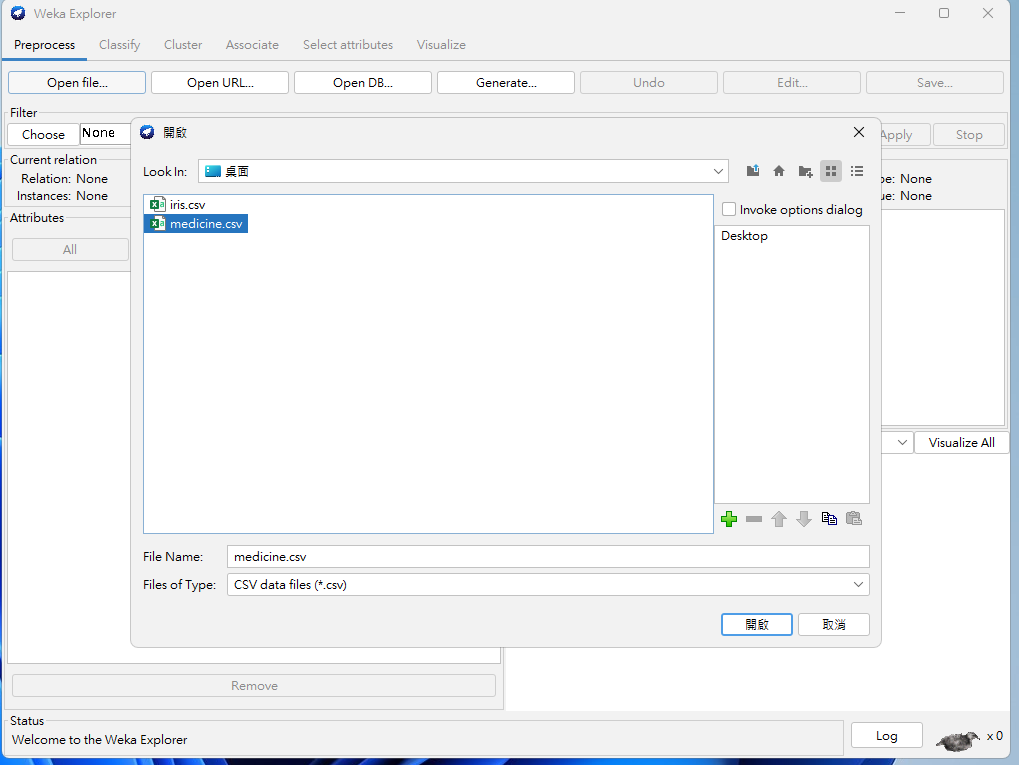 Weka Explorer
Preprocess Classify Cluster Associate Select attributes Visualize
Open file... Open URL... Open DB... Generate... Undo Edit... Save...
Filter
Choose None Apply Stop
開啟
Current relation
Relation: None
Instances: None
pe: None
ue: None
Attributes
All
Look In: 桌面
iris.csv
medicine.csv
Invoke options dialog
Desktop
File Name: medicine.csv
Files of Type: CSV data files (*.csv)
開啟 取消
Visualize All
Remove
Status
Welcome to the Weka Explorer
Log x 0